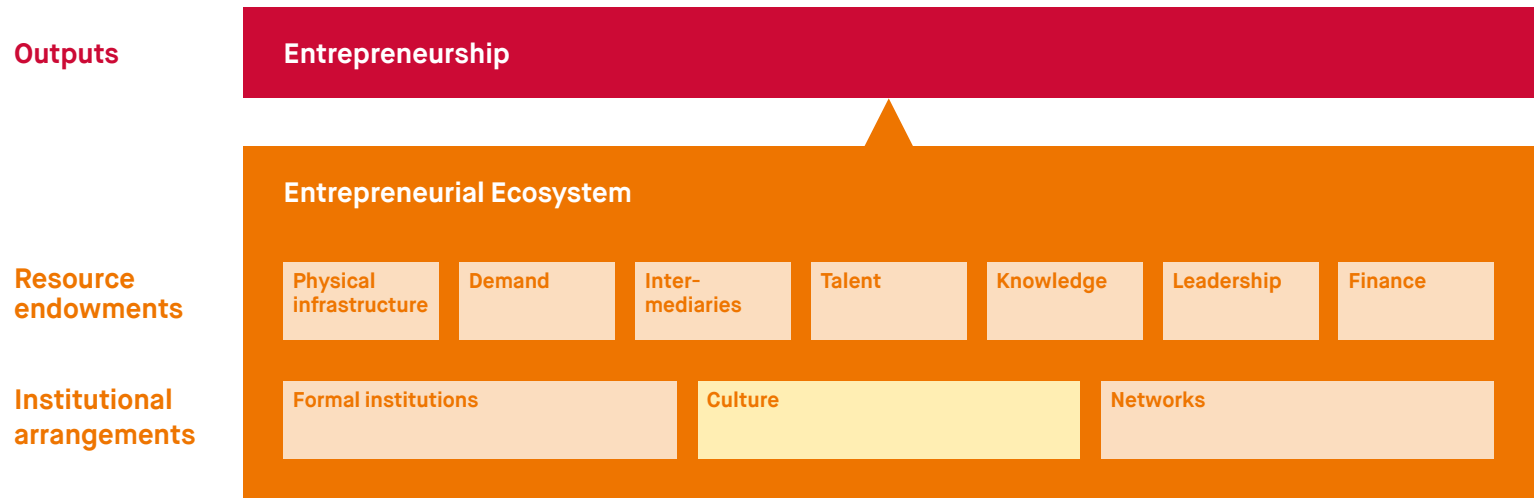 Outputs
Entrepreneurship
Entrepreneurial Ecosystem
Resource
endowments
Physical
infrastructure
Demand
Inter-
mediaries
Talent
Knowledge
Leadership
Finance
Institutional
arrangements
Formal institutions
Culture
Networks